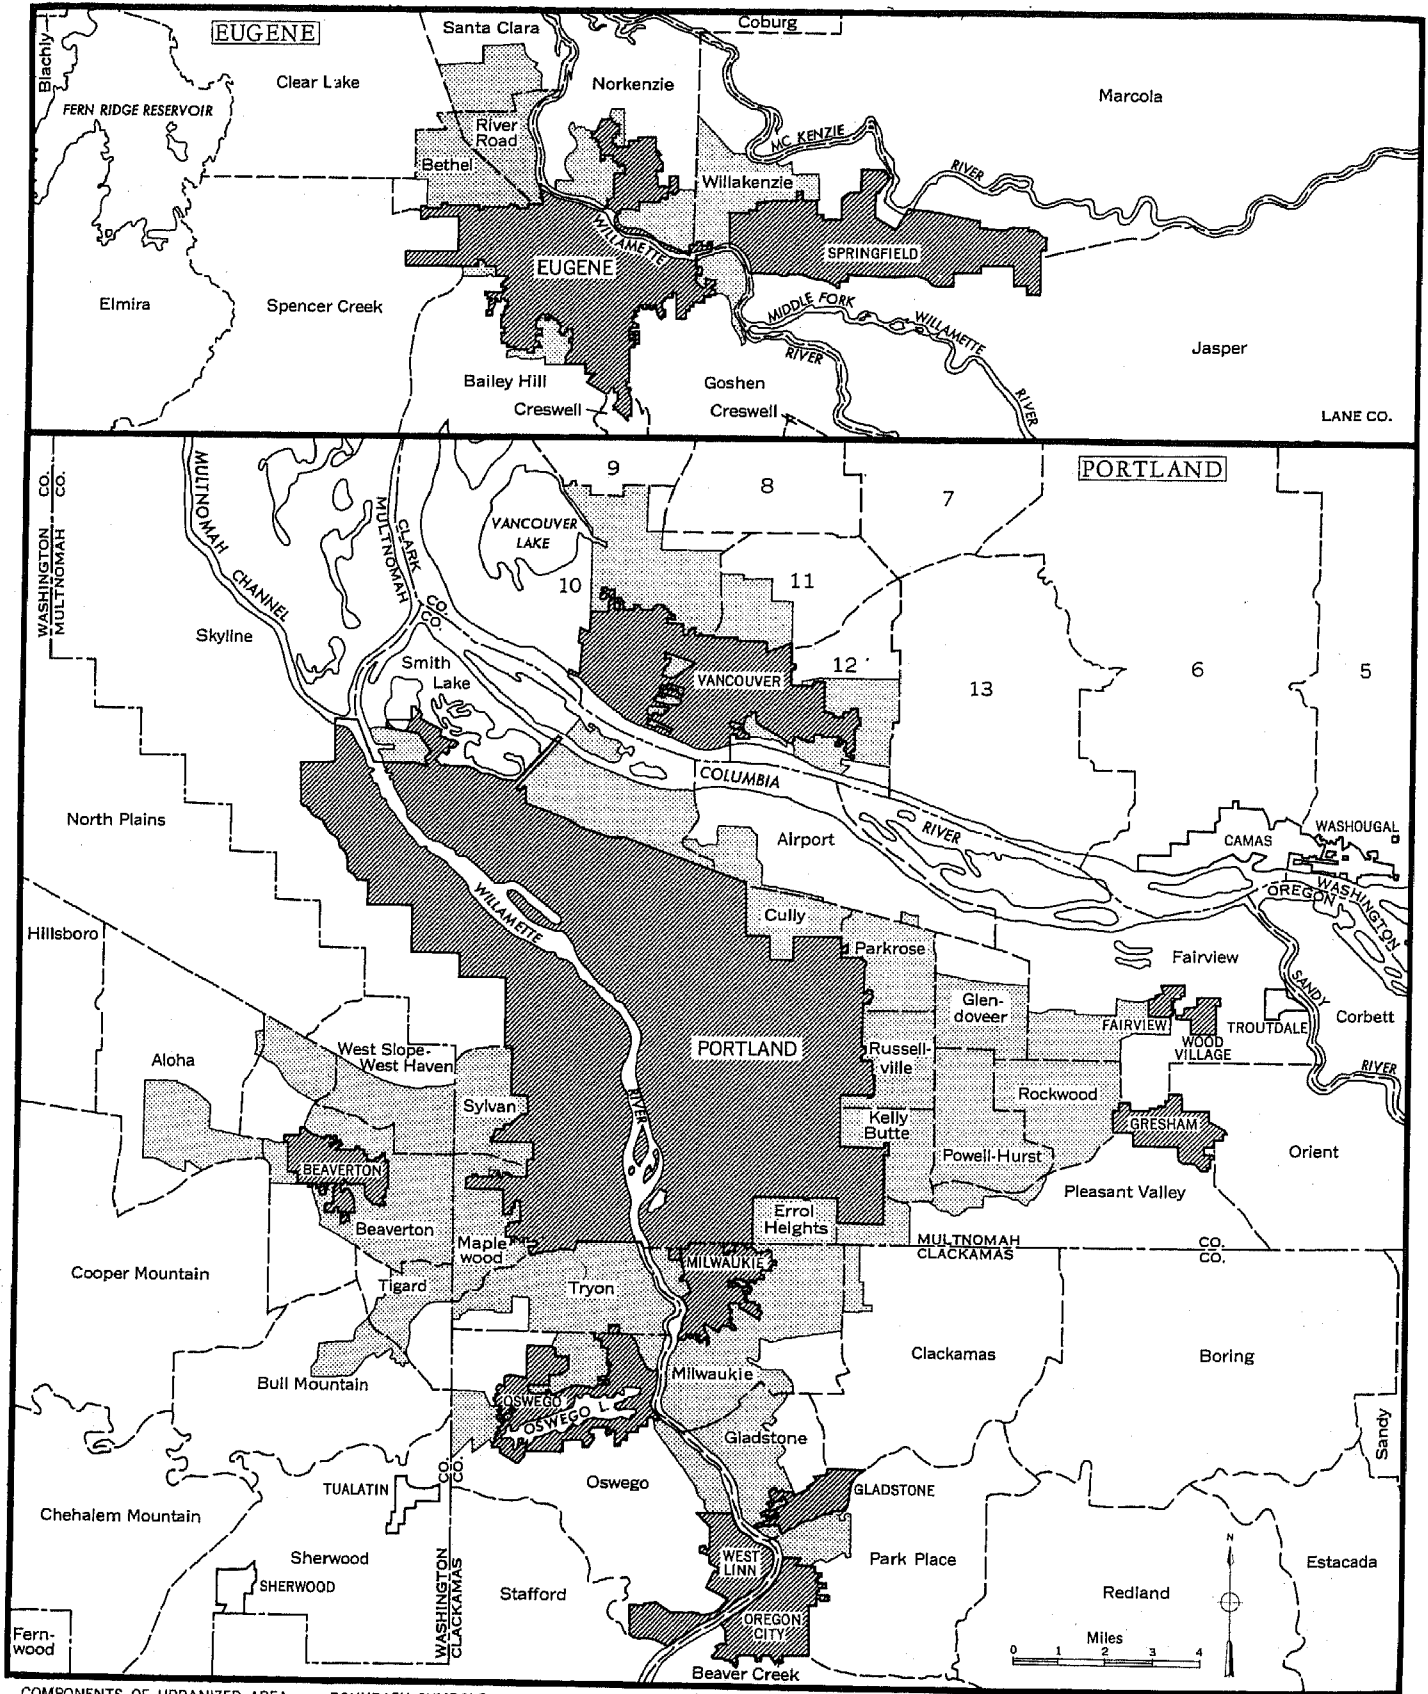 EUGENE
Blachly
Santa Clara
Coburg
Clear Lake
Norkenzie
Marcola
FERN RIDGE RESERVOIR
River
Road
Bethel
MC KENZIE
RIVER
Willakenzie
WILLAMETTE
EUGENE
SPRINGFIELD
Elmira
Spencer Creek
MIDDLE FORK
WILLAMETTE
RIVER
RIVER
Jasper
Bailey Hill
Goshen
Creswell
Creswell
LANE CO.
PORTLAND
WASHINGTON CO.
MULTNOMAH CO.
MULTNOMAH
CHANNEL
CLARK CO.
MULTNOMAH CO.
VANCOUVER
LAKE
9
8
7
10
11
12
13
6
5
Skyline
Smith
Lake
VANCOUVER
COLUMBIA
RIVER
North Plains
Airport
CAMAS
WASHOUGAL
WASHINGTON
OREGON
WILLAMETTE
Cully
Parkrose
Hillsboro
Fairview
SANDY
Glen-
doveer
FAIRVIEW
WOOD
VILLAGE
TROUTDALE
Corbett
PORTLAND
West Slope-
West Haven
Aloha
Russell-
ville
RIVER
Rockwood
Sylvan
RIVER
Kelly
Butte
GRESHAM
BEAVERTON
Powell-Hurst
Orient
Pleasant Valley
Beaverton
Errol
Heights
Maple
wood
MULTNOMAH CO.
CLACKAMAS CO.
MILWAUKIE
Cooper Mountain
Tigard
Tryon
Clackamas
Boring
Milwaukie
Bull Mountain
OSWEGO
OSWEGO L.
Gladstone
Sandy
Oswego
TUALATIN
GLADSTONE
Chehalem Mountain
WASHINGTON CO.
CLACKAMAS CO.
Sherwood
SHERWOOD
WEST
LINN
Park Place
N
Estacada
Stafford
Redland
OREGON
CITY
Fern-
wood
Miles
0 1 2 3 4
Beaver Creek